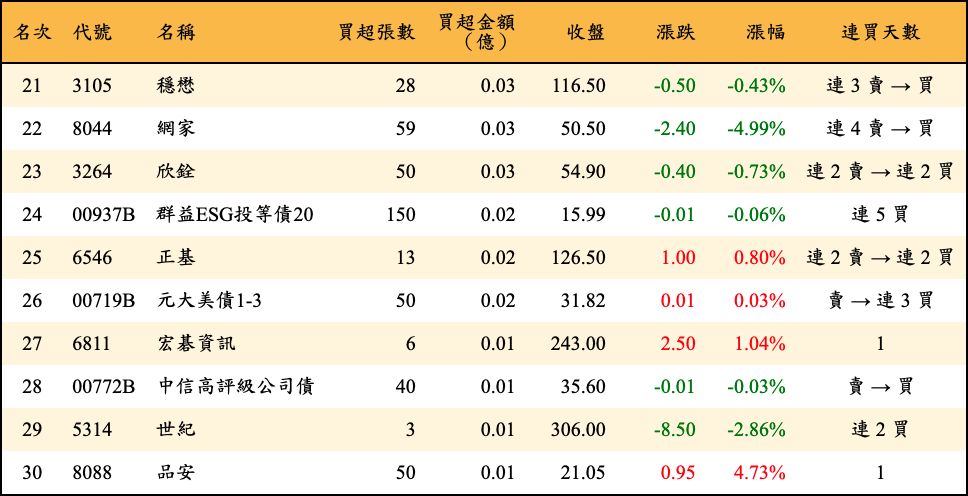 名次 代號 名稱 買超張數 買超金額（億） 收盤 漲跌 漲幅 連買天數
21 3105 穩懋 28 0.03 116.50 -0.50 -0.43% 連 3 賣 → 買
22 8044 網家 59 0.03 50.50 -2.40 -4.99% 連 4 賣 → 買
23 3264 欣銓 50 0.03 54.90 -0.40 -0.73% 連 2 賣 → 連 2 買
24 00937B 群益ESG投等債20 150 0.02 15.99 -0.01 -0.06% 連 5 買
25 6546 正基 13 0.02 126.50 1.00 0.80% 連 2 賣 → 連 2 買
26 00719B 元大美債1-3 50 0.02 31.82 0.01 0.03% 賣 → 連 3 買
27 6811 宏碁資訊 6 0.01 243.00 2.50 1.04% 1
28 00772B 中信高評級公司債 40 0.01 35.60 -0.01 -0.03% 賣 → 買
29 5314 世紀 3 0.01 306.00 -8.50 -2.86% 連 2 買
30 8088 品安 50 0.01 21.05 0.95 4.73% 1